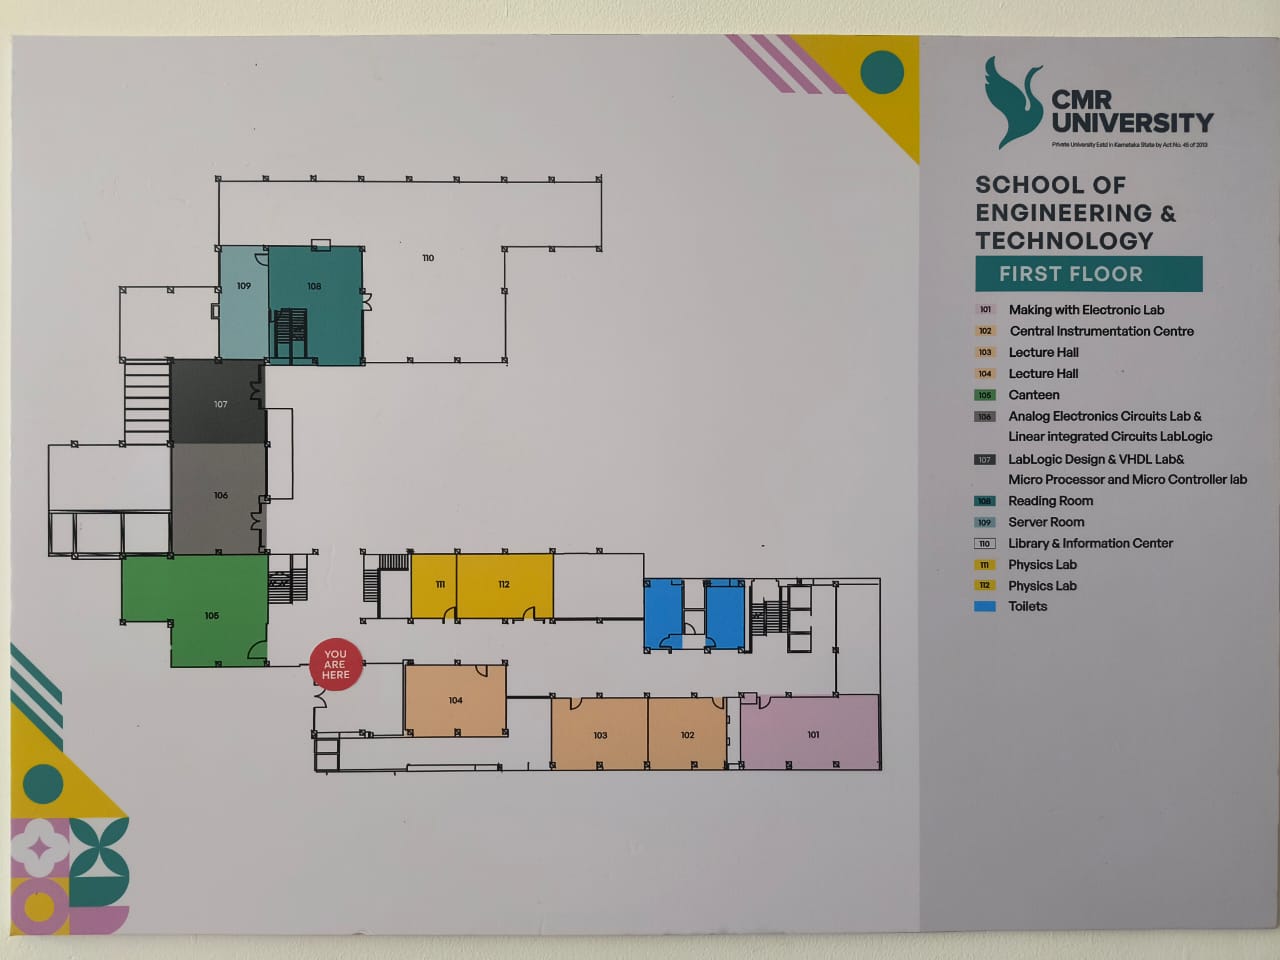 CMR
UNIVERSITY
Private University Estd in Karnataka State by Act No. 45 of 2013
SCHOOL OF
ENGINEERING &
TECHNOLOGY
FIRST FLOOR
101 Making with Electronic Lab
102 Central Instrumentation Centre
103 Lecture Hall
104 Lecture Hall
105 Canteen
106 Analog Electronics Circuits Lab &
Linear integrated Circuits LabLogic
107 LabLogic Design & VHDL Lab&
Micro Processor and Micro Controller lab
108 Reading Room
109 Server Room
110 Library & Information Center
111 Physics Lab
112 Physics Lab
Toilets
110
109
108
107
106
105
111
112
YOU
ARE
HERE
104
103
102
101